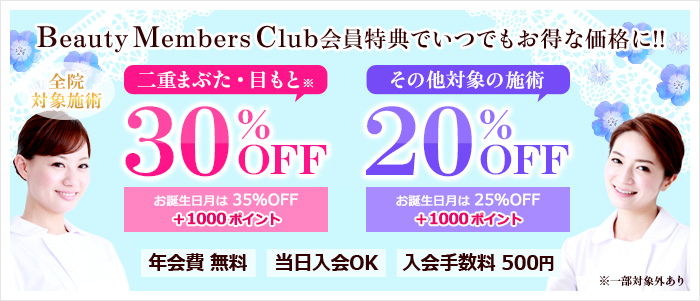 Beauty Members Club会員特典でいつでもお得な価格に!!
全院
対象施術
二重まぶた・目もと※
30%OFF
お誕生日月は 35%OFF
+1000ポイント
その他対象の施術
20%OFF
お誕生日月は 25%OFF
+1000ポイント
年会費 無料 当日入会OK 入会手数料 500円
※一部対象外あり